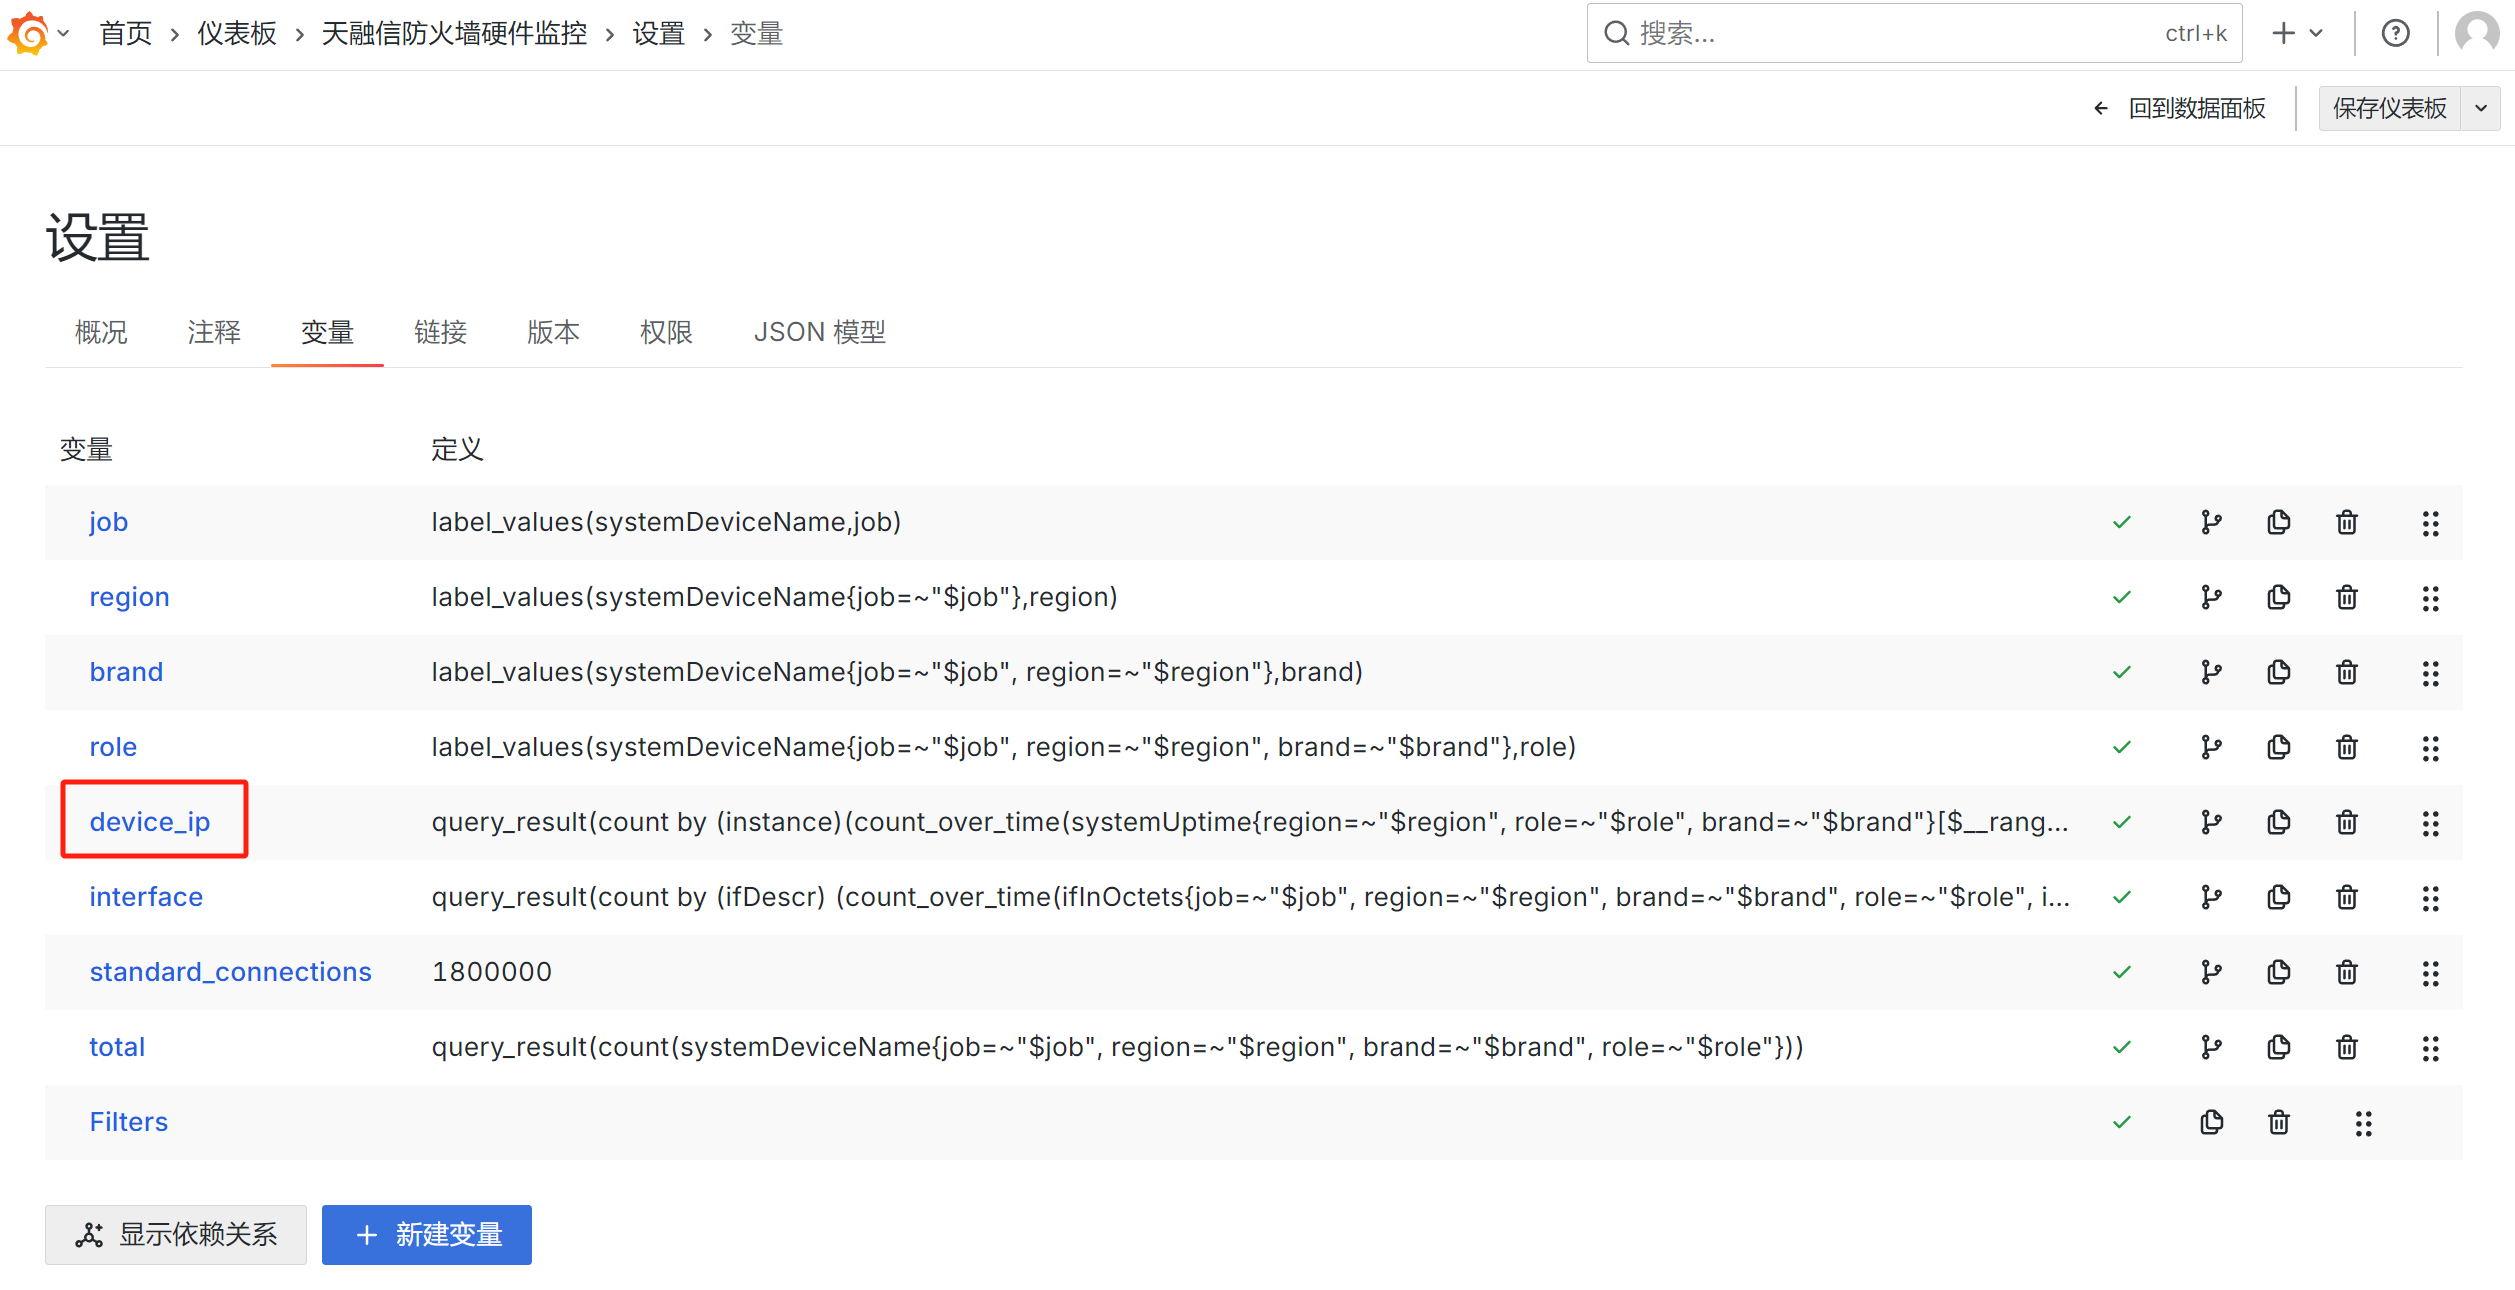 首页 › 仪表板 › 天融信防火墙硬件监控 › 设置 › 变量
搜索...
ctrl+k
回到数据面板
保存仪表板
设置
概况 注释 变量 链接 版本 权限 JSON 模型
变量 定义
job label_values(systemDeviceName,job)
region label_values(systemDeviceName{job=~"$job"},region)
brand label_values(systemDeviceName{job=~"$job", region=~"$region"},brand)
role label_values(systemDeviceName{job=~"$job", region=~"$region", brand=~"$brand"},role)
device_ip query_result(count by (instance)(count_over_time(systemUptime{region=~"$region", role=~"$role", brand=~"$brand"}[$__rang...
interface query_result(count by (ifDescr) (count_over_time(ifInOctets{job=~"$job", region=~"$region", brand=~"$brand", role=~"$role", i...
standard_connections 1800000
total query_result(count(systemDeviceName{job=~"$job", region=~"$region", brand=~"$brand", role=~"$role"}))
Filters
显示依赖关系
+ 新建变量